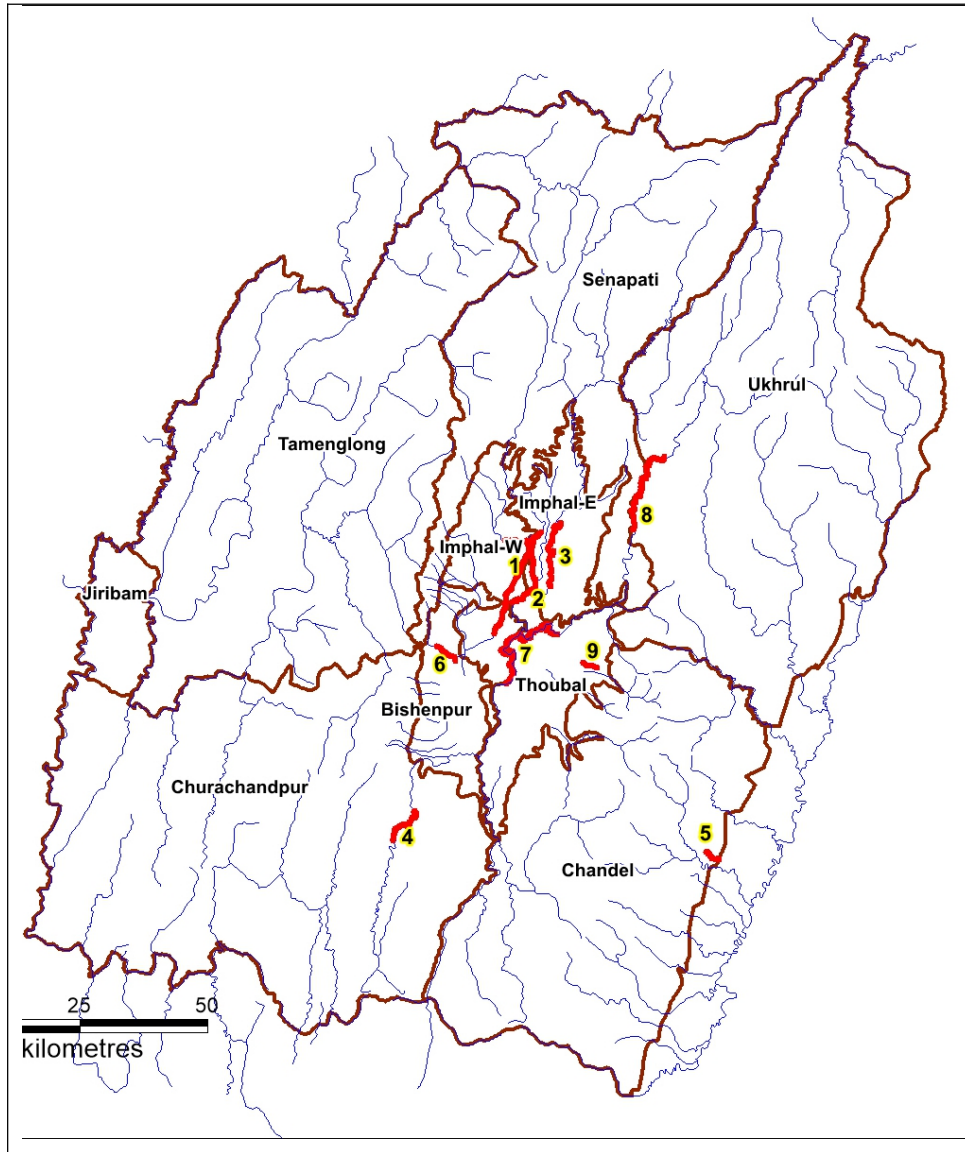 Senapati
Ukhrul
Tamenglong
Imphal-E
8
Imphal-W
3
1
Jiribam
2
7
9
6
Thoubal
Bishenpur
Churachandpur
4
5
Chandel
25 50
kilometres